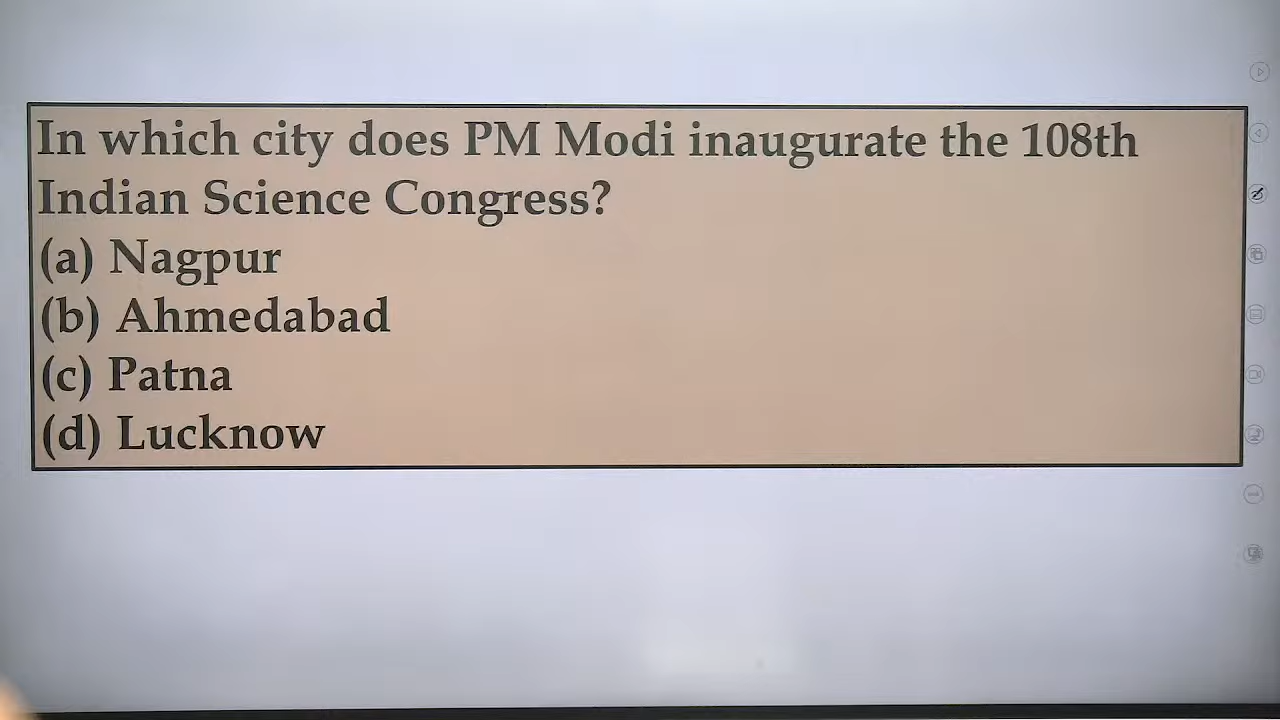 In which city does PM Modi inaugurate the 108th
Indian Science Congress?
(a) Nagpur
(b) Ahmedabad
(c) Patna
(d) Lucknow